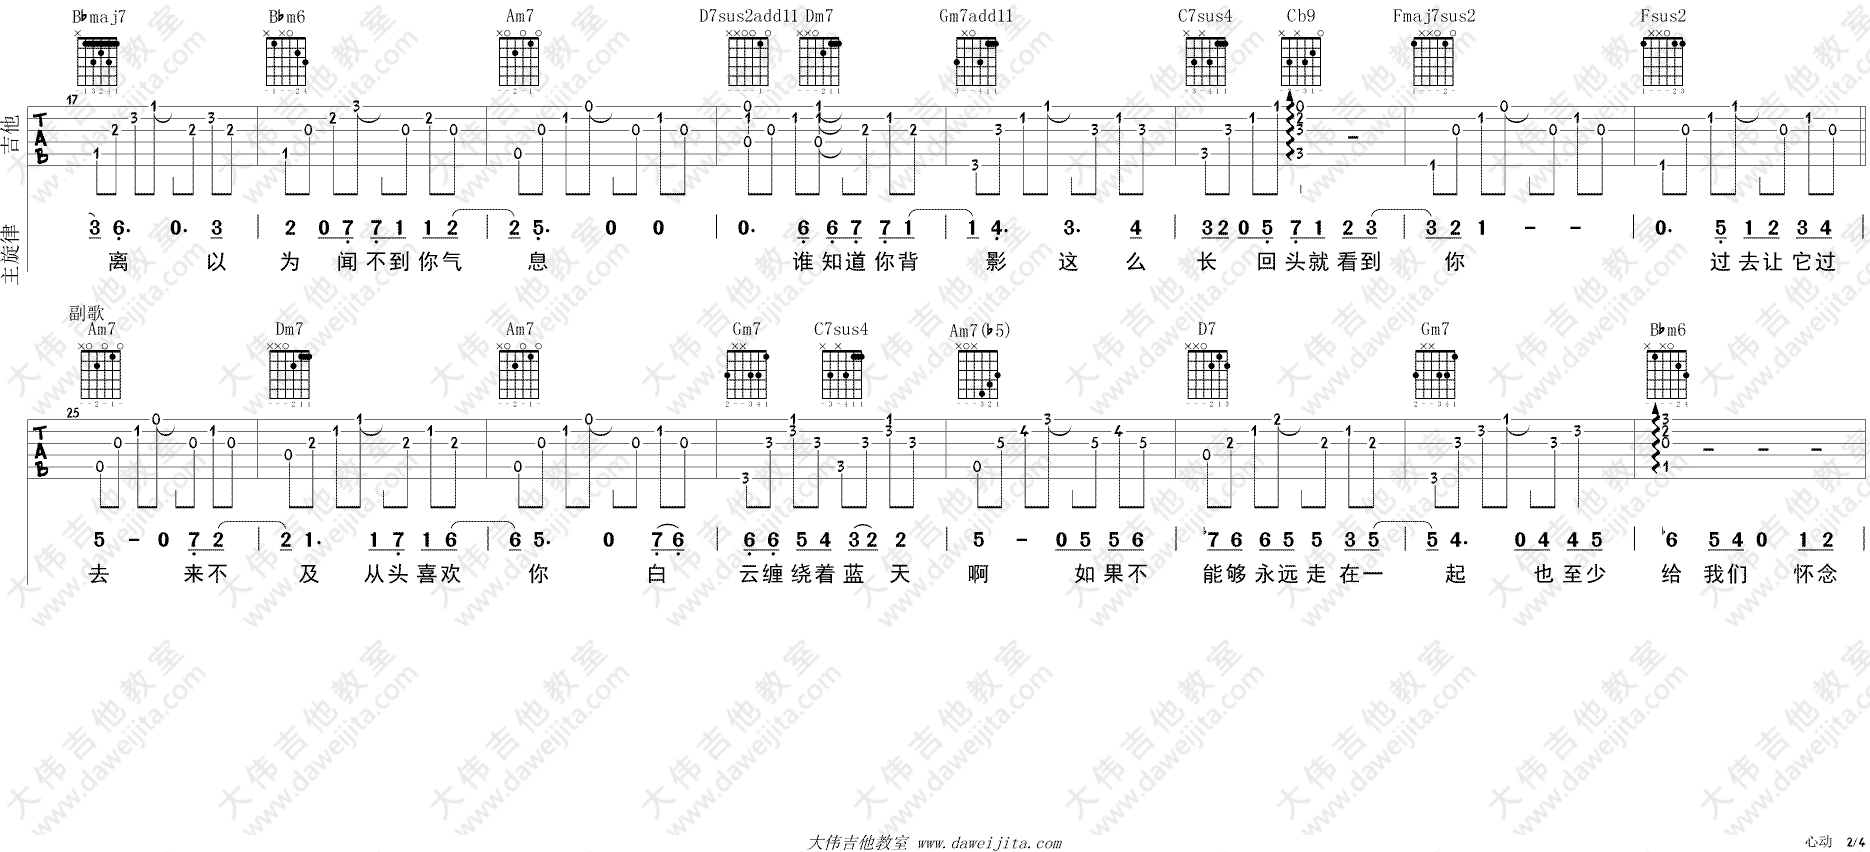 B♭maj7 B♭m6 Am7 D7sus2add11 Dm7 Gm7add11 C7sus4 Cb9 Fmaj7sus2 Fsus2
17
吉他
TAB
主旋律
3 6. 0. 3 | 2 0 7 7 1 1 2 | 2 5. 0 0 | 0. 6 6 7 7 1 | 1 4. 3. 4 | 3 2 0 5 7 1 2 3 | 3 2 1 - - | 0. 5 1 2 3 4 |
离 以 为 闻 不 到 你 气 息 谁 知 道 你 背 影 这 么 长 回 头 就 看 到 你 过 去 让 它 过
副歌
Am7 Dm7 Am7 Gm7 C7sus4 Am7(♭5) D7 Gm7 B♭m6
25
TAB
5 - 0 7 2 | 2 1. 1 7 1 6 | 6 5. 0 7 6 | 6 6 5 4 3 2 2 | 5 - 0 5 5 6 | ♭7 6 6 5 5 3 5 | 5 4. 0 4 4 5 | ♭6 5 4 0 1 2 |
去 来 不 及 从 头 喜 欢 你 白 云 缠 绕 着 蓝 天 啊 如 果 不 能 够 永 远 走 在 一 起 也 至 少 给 我 们 怀 念
大伟吉他教室 www.daweijita.com
心动 2/4